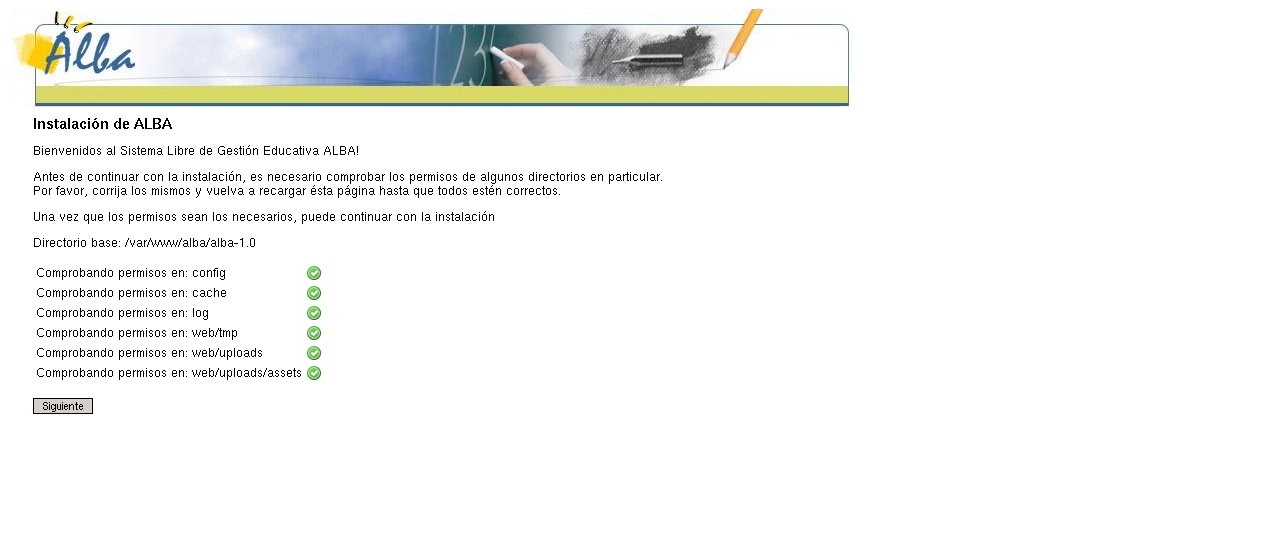 Alba
Instalación de ALBA
Bienvenidos al Sistema Libre de Gestión Educativa ALBA!
Antes de continuar con la instalación, es necesario comprobar los permisos de algunos directorios en particular.
Por favor, corrija los mismos y vuelva a recargar ésta página hasta que todos estén correctos.
Una vez que los permisos sean los necesarios, puede continuar con la instalación
Directorio base: /var/www/alba/alba-1.0
Comprobando permisos en: config
Comprobando permisos en: cache
Comprobando permisos en: log
Comprobando permisos en: web/tmp
Comprobando permisos en: web/uploads
Comprobando permisos en: web/uploads/assets
Siguiente